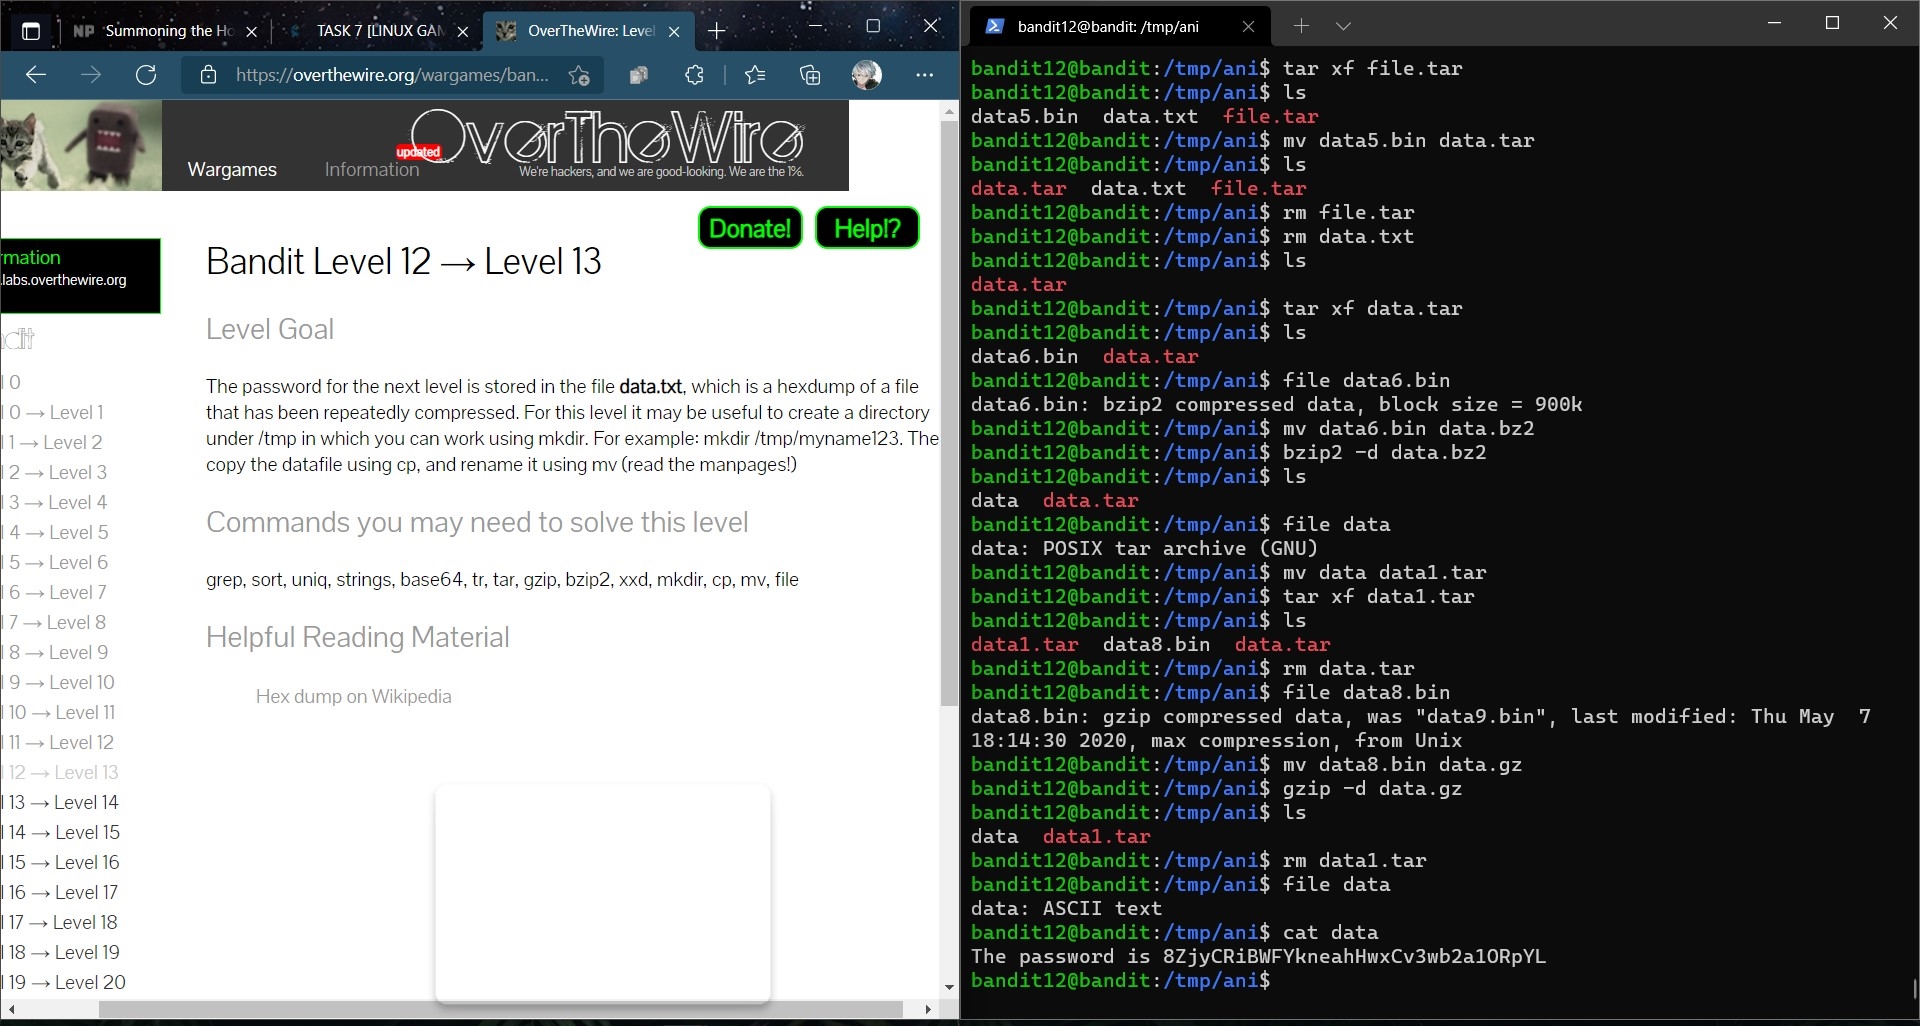 NP Summoning the Ho
TASK 7 [LINUX GAM
OverTheWire: Level
https://overthewire.org/wargames/ban...
OverTheWire
updated
Wargames Information
We're hackers, and we are good-looking. We are the 1%.
Donate! Help!?
rmation
.labs.overthewire.org
Bandit Level 12 → Level 13
Level Goal
The password for the next level is stored in the file data.txt, which is a hexdump of a file
that has been repeatedly compressed. For this level it may be useful to create a directory
under /tmp in which you can work using mkdir. For example: mkdir /tmp/myname123. The
copy the datafile using cp, and rename it using mv (read the manpages!)
Commands you may need to solve this level
grep, sort, uniq, strings, base64, tr, tar, gzip, bzip2, xxd, mkdir, cp, mv, file
Helpful Reading Material
Hex dump on Wikipedia
ndit
l 0
l 0 → Level 1
l 1 → Level 2
l 2 → Level 3
l 3 → Level 4
l 4 → Level 5
l 5 → Level 6
l 6 → Level 7
l 7 → Level 8
l 8 → Level 9
l 9 → Level 10
l 10 → Level 11
l 11 → Level 12
l 12 → Level 13
l 13 → Level 14
l 14 → Level 15
l 15 → Level 16
l 16 → Level 17
l 17 → Level 18
l 18 → Level 19
l 19 → Level 20
bandit12@bandit: /tmp/ani
bandit12@bandit:/tmp/ani$ tar xf file.tar
bandit12@bandit:/tmp/ani$ ls
data5.bin data.txt file.tar
bandit12@bandit:/tmp/ani$ mv data5.bin data.tar
bandit12@bandit:/tmp/ani$ ls
data.tar data.txt file.tar
bandit12@bandit:/tmp/ani$ rm file.tar
bandit12@bandit:/tmp/ani$ rm data.txt
bandit12@bandit:/tmp/ani$ ls
data.tar
bandit12@bandit:/tmp/ani$ tar xf data.tar
bandit12@bandit:/tmp/ani$ ls
data6.bin data.tar
bandit12@bandit:/tmp/ani$ file data6.bin
data6.bin: bzip2 compressed data, block size = 900k
bandit12@bandit:/tmp/ani$ mv data6.bin data.bz2
bandit12@bandit:/tmp/ani$ bzip2 -d data.bz2
bandit12@bandit:/tmp/ani$ ls
data data.tar
bandit12@bandit:/tmp/ani$ file data
data: POSIX tar archive (GNU)
bandit12@bandit:/tmp/ani$ mv data data1.tar
bandit12@bandit:/tmp/ani$ tar xf data1.tar
bandit12@bandit:/tmp/ani$ ls
data1.tar data8.bin data.tar
bandit12@bandit:/tmp/ani$ rm data.tar
bandit12@bandit:/tmp/ani$ file data8.bin
data8.bin: gzip compressed data, was "data9.bin", last modified: Thu May 7
18:14:30 2020, max compression, from Unix
bandit12@bandit:/tmp/ani$ mv data8.bin data.gz
bandit12@bandit:/tmp/ani$ gzip -d data.gz
bandit12@bandit:/tmp/ani$ ls
data data1.tar
bandit12@bandit:/tmp/ani$ rm data1.tar
bandit12@bandit:/tmp/ani$ file data
data: ASCII text
bandit12@bandit:/tmp/ani$ cat data
The password is 8ZjyCRiBWFYkneahHwxCv3wb2a1ORpYL
bandit12@bandit:/tmp/ani$